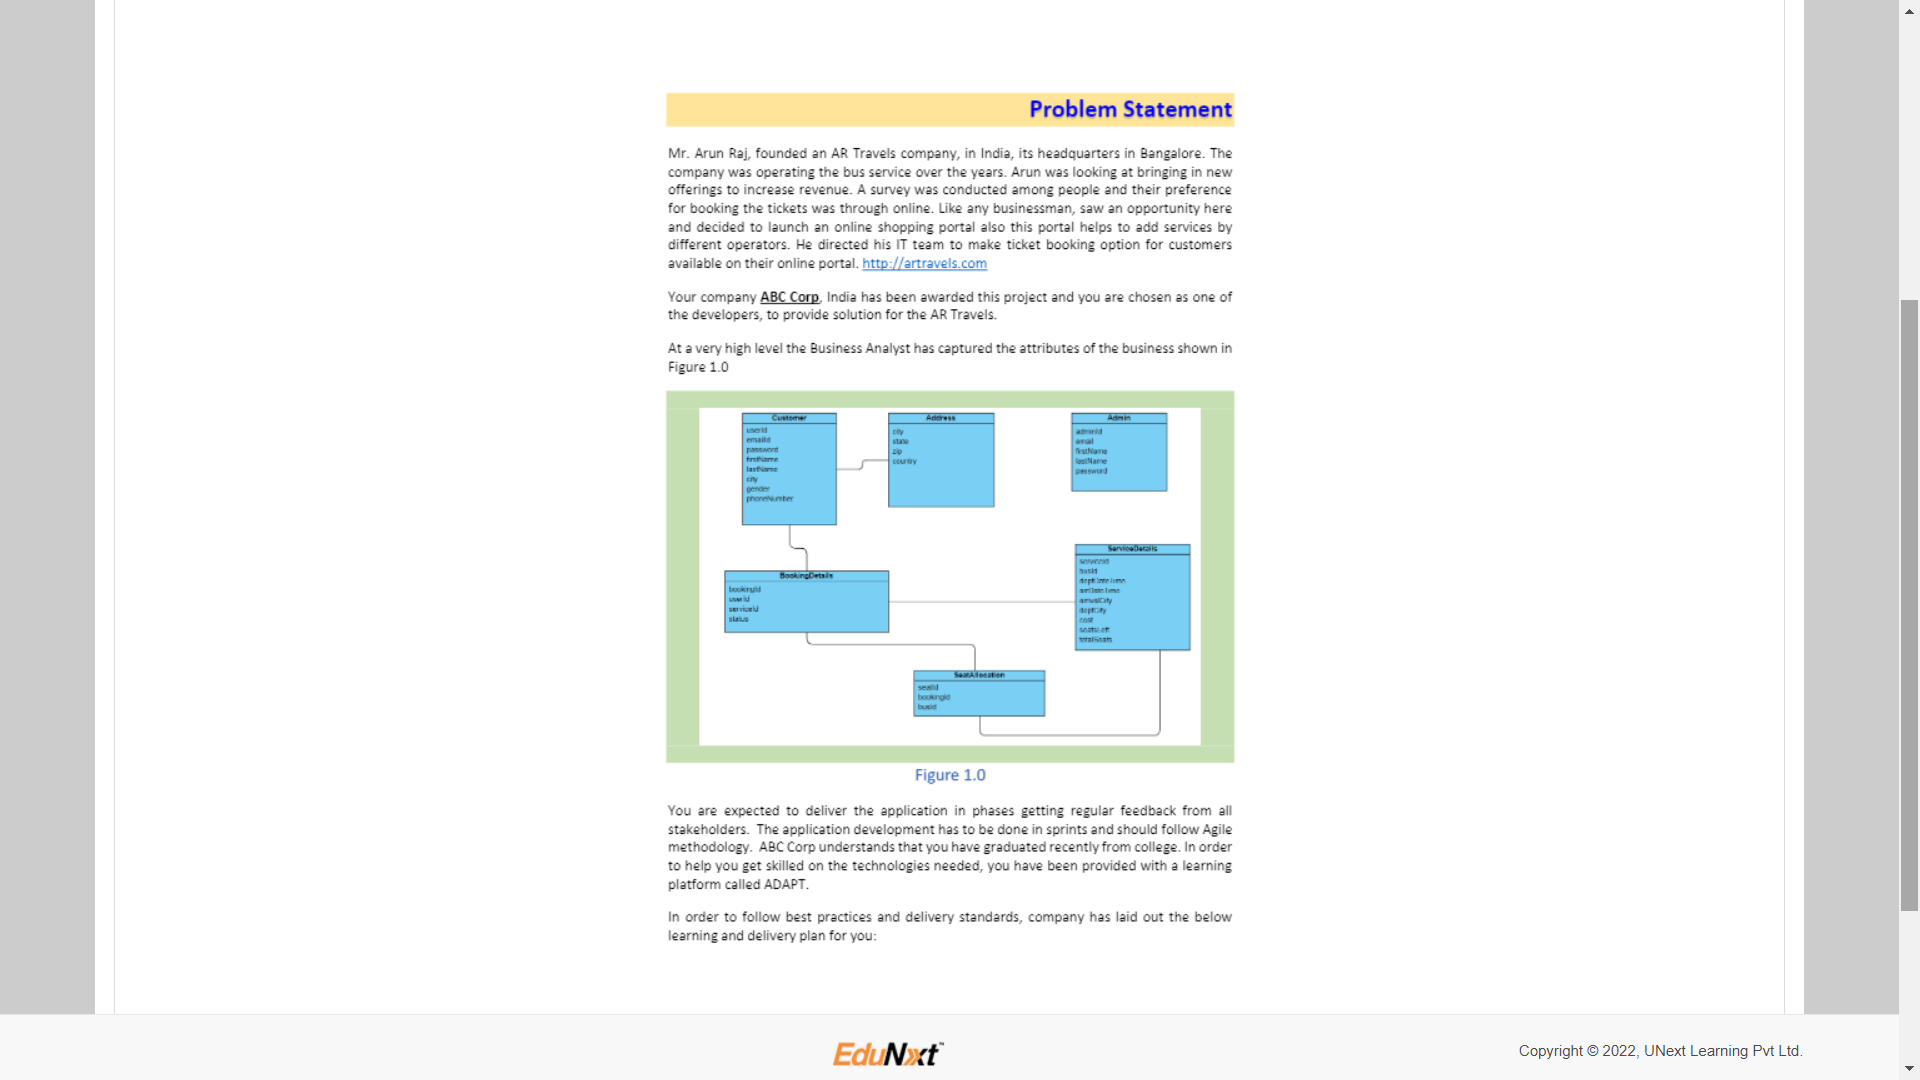 Problem Statement
Mr. Arun Raj, founded an AR Travels company, in India, its headquarters in Bangalore. The
company was operating the bus service over the years. Arun was looking at bringing in new
offerings to increase revenue. A survey was conducted among people and their preference
for booking the tickets was through online. Like any businessman, saw an opportunity here
and decided to launch an online shopping portal also this portal helps to add services by
different operators. He directed his IT team to make ticket booking option for customers
available on their online portal. http://artravels.com
Your company ABC Corp, India has been awarded this project and you are chosen as one of
the developers, to provide solution for the AR Travels.
At a very high level the Business Analyst has captured the attributes of the business shown in
Figure 1.0
Customer
userId
emailId
password
firstName
lastName
city
gender
phoneNumber
Address
city
state
zip
country
Admin
adminId
email
firstName
lastName
password
BookingDetails
bookingId
userId
serviceId
status
ServiceDetails
serviceId
busId
deptDateTime
arrDateTime
arrivalCity
deptCity
cost
seatsLeft
totalSeats
SeatAllocation
seatId
bookingId
busId
Figure 1.0
You are expected to deliver the application in phases getting regular feedback from all
stakeholders. The application development has to be done in sprints and should follow Agile
methodology. ABC Corp understands that you have graduated recently from college. In order
to help you get skilled on the technologies needed, you have been provided with a learning
platform called ADAPT.
In order to follow best practices and delivery standards, company has laid out the below
learning and delivery plan for you:
EduNxt™
Copyright © 2022, UNext Learning Pvt Ltd.